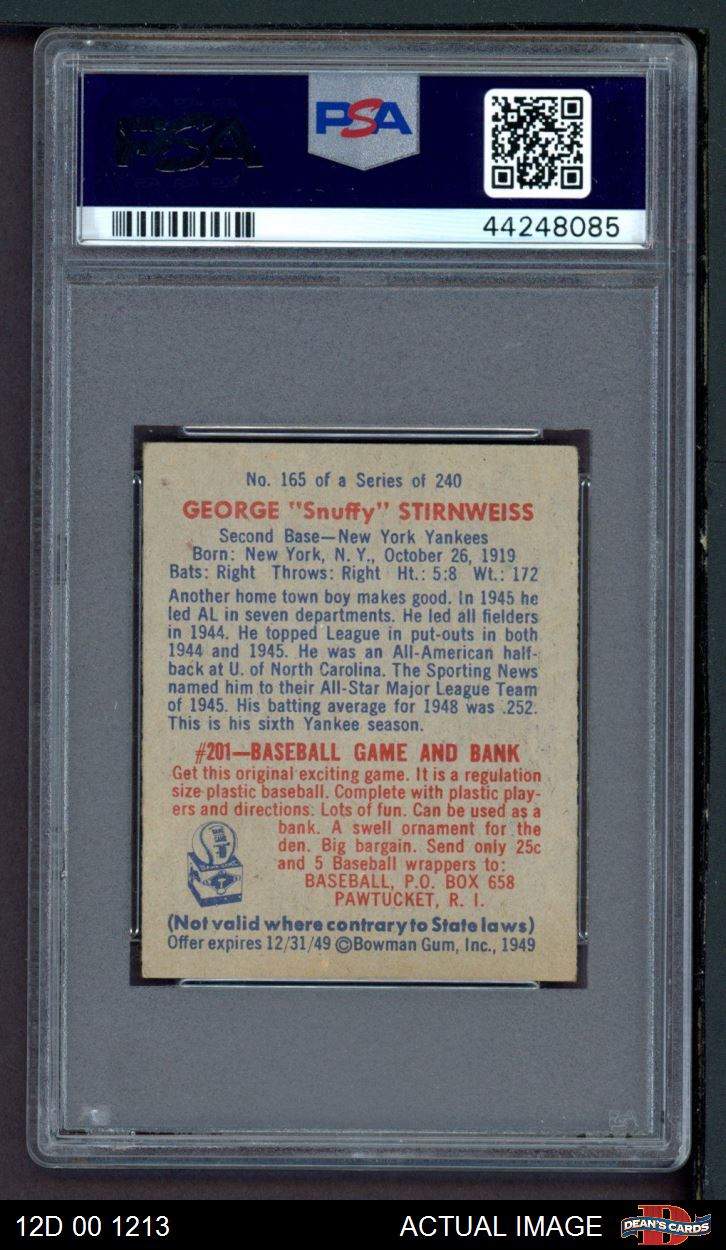 PSA
PSA
44248085
No. 165 of a Series of 240
GEORGE "Snuffy" STIRNWEISS
Second Base—New York Yankees
Born: New York, N. Y., October 26, 1919
Bats: Right Throws: Right Ht.: 5:8 Wt.: 172
Another home town boy makes good. In 1945 he
led AL in seven departments. He led all fielders
in 1944. He topped League in put-outs in both
1944 and 1945. He was an All-American half-
back at U. of North Carolina. The Sporting News
named him to their All-Star Major League Team
of 1945. His batting average for 1948 was .252.
This is his sixth Yankee season.
#201—BASEBALL GAME AND BANK
Get this original exciting game. It is a regulation
size plastic baseball. Complete with plastic play-
ers and directions. Lots of fun. Can be used as a
bank. A swell ornament for the
den. Big bargain. Send only 25c
and 5 Baseball wrappers to:
BASEBALL, P.O. BOX 658
PAWTUCKET, R. I.
(Not valid where contrary to State laws)
Offer expires 12/31/49 ©Bowman Gum, Inc., 1949
12D 00 1213
ACTUAL IMAGE
DEAN'S CARDS